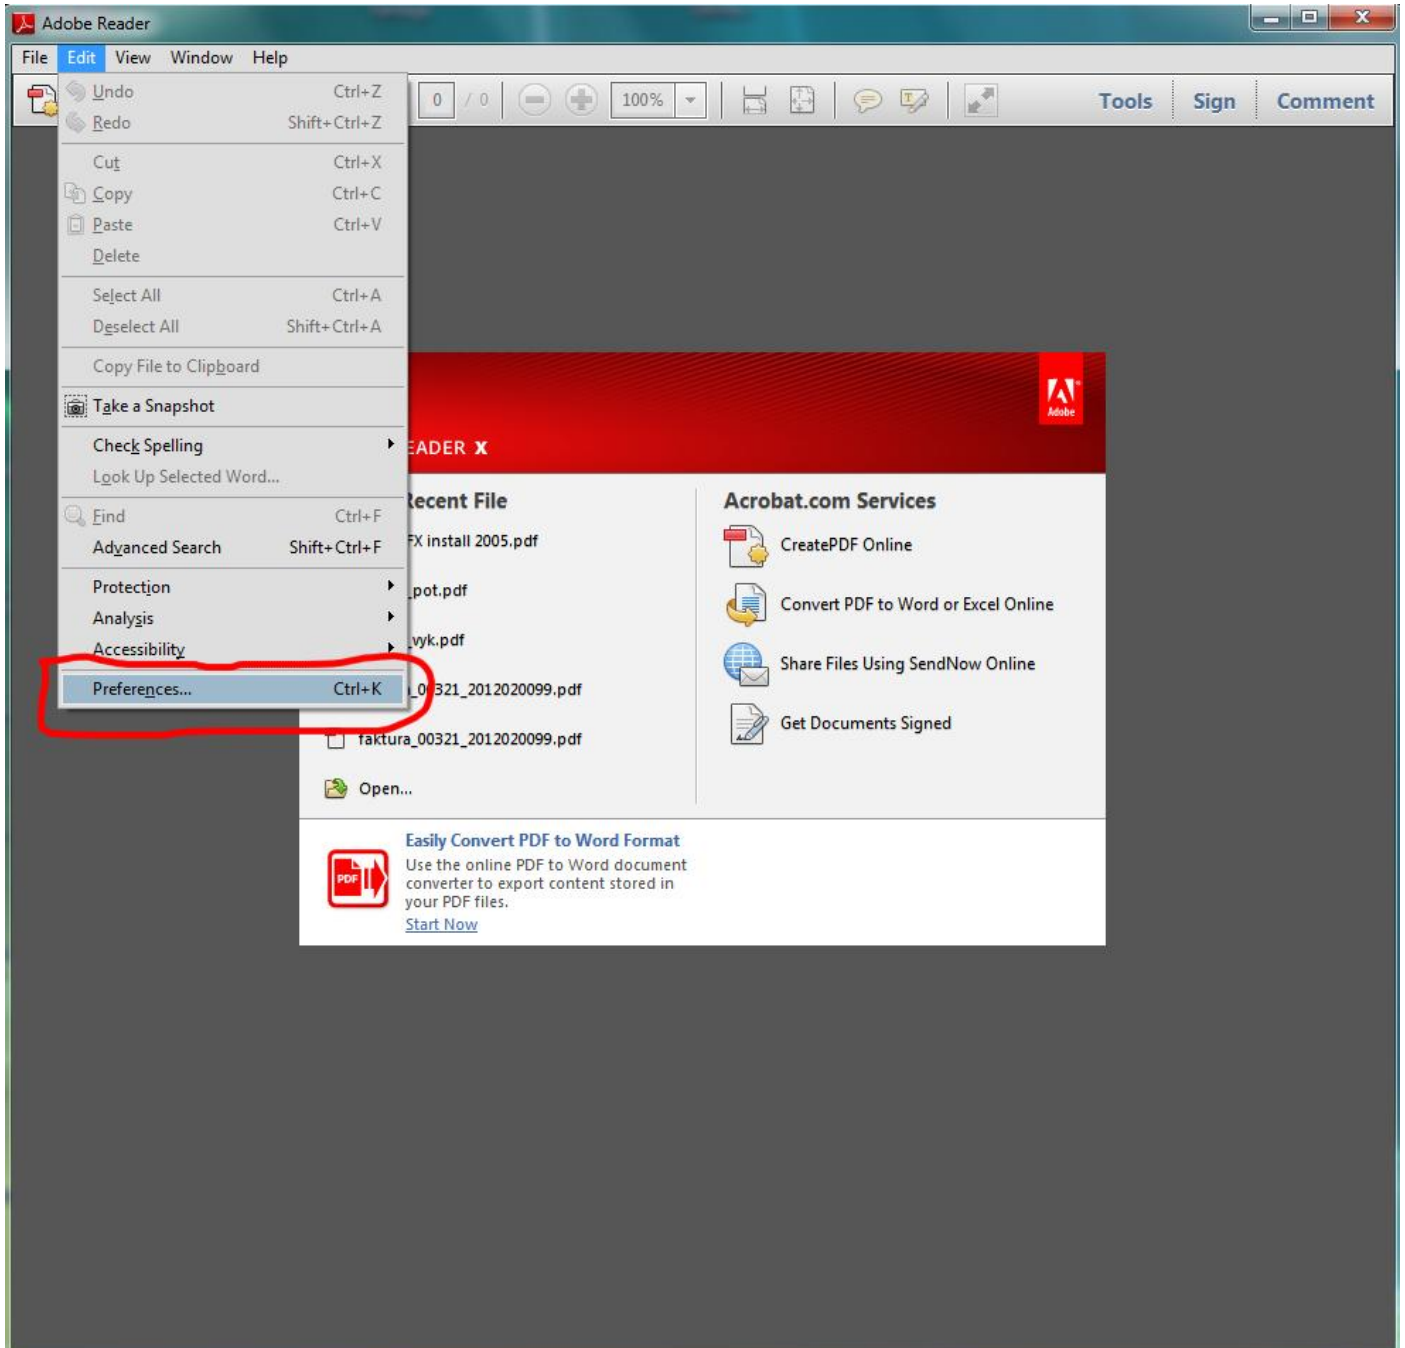 Adobe Reader
File Edit View Window Help
0 / 0 100% Tools Sign Comment
Undo Ctrl+Z
Redo Shift+Ctrl+Z
Cut Ctrl+X
Copy Ctrl+C
Paste Ctrl+V
Delete
Select All Ctrl+A
Deselect All Shift+Ctrl+A
Copy File to Clipboard
Take a Snapshot
Check Spelling
Look Up Selected Word...
Find Ctrl+F
Advanced Search Shift+Ctrl+F
Protection
Analysis
Accessibility
Preferences... Ctrl+K
Adobe
EADER X
Recent File
FX install 2005.pdf
_pot.pdf
_vyk.pdf
_00321_2012020099.pdf
faktura_00321_2012020099.pdf
Open...
Acrobat.com Services
CreatePDF Online
Convert PDF to Word or Excel Online
Share Files Using SendNow Online
Get Documents Signed
PDF
Easily Convert PDF to Word Format
Use the online PDF to Word document
converter to export content stored in
your PDF files.
Start Now